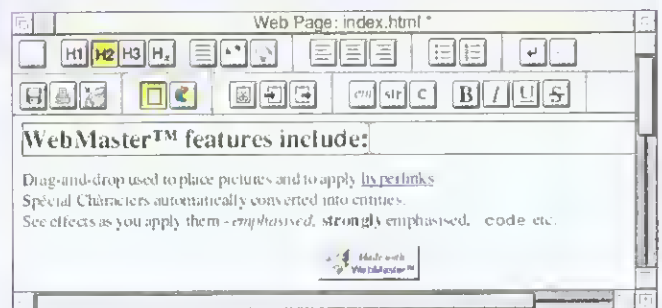 Web Page: index.html *
H1 H2 H3 Hx
em str C B I U S
WebMaster™ features include:
Drag-and-drop used to place pictures and to apply hyperlinks
Special Characters automatically converted into entities.
See effects as you apply them - emphasised, strongly emphasised, code etc.
Made with
WebMaster™